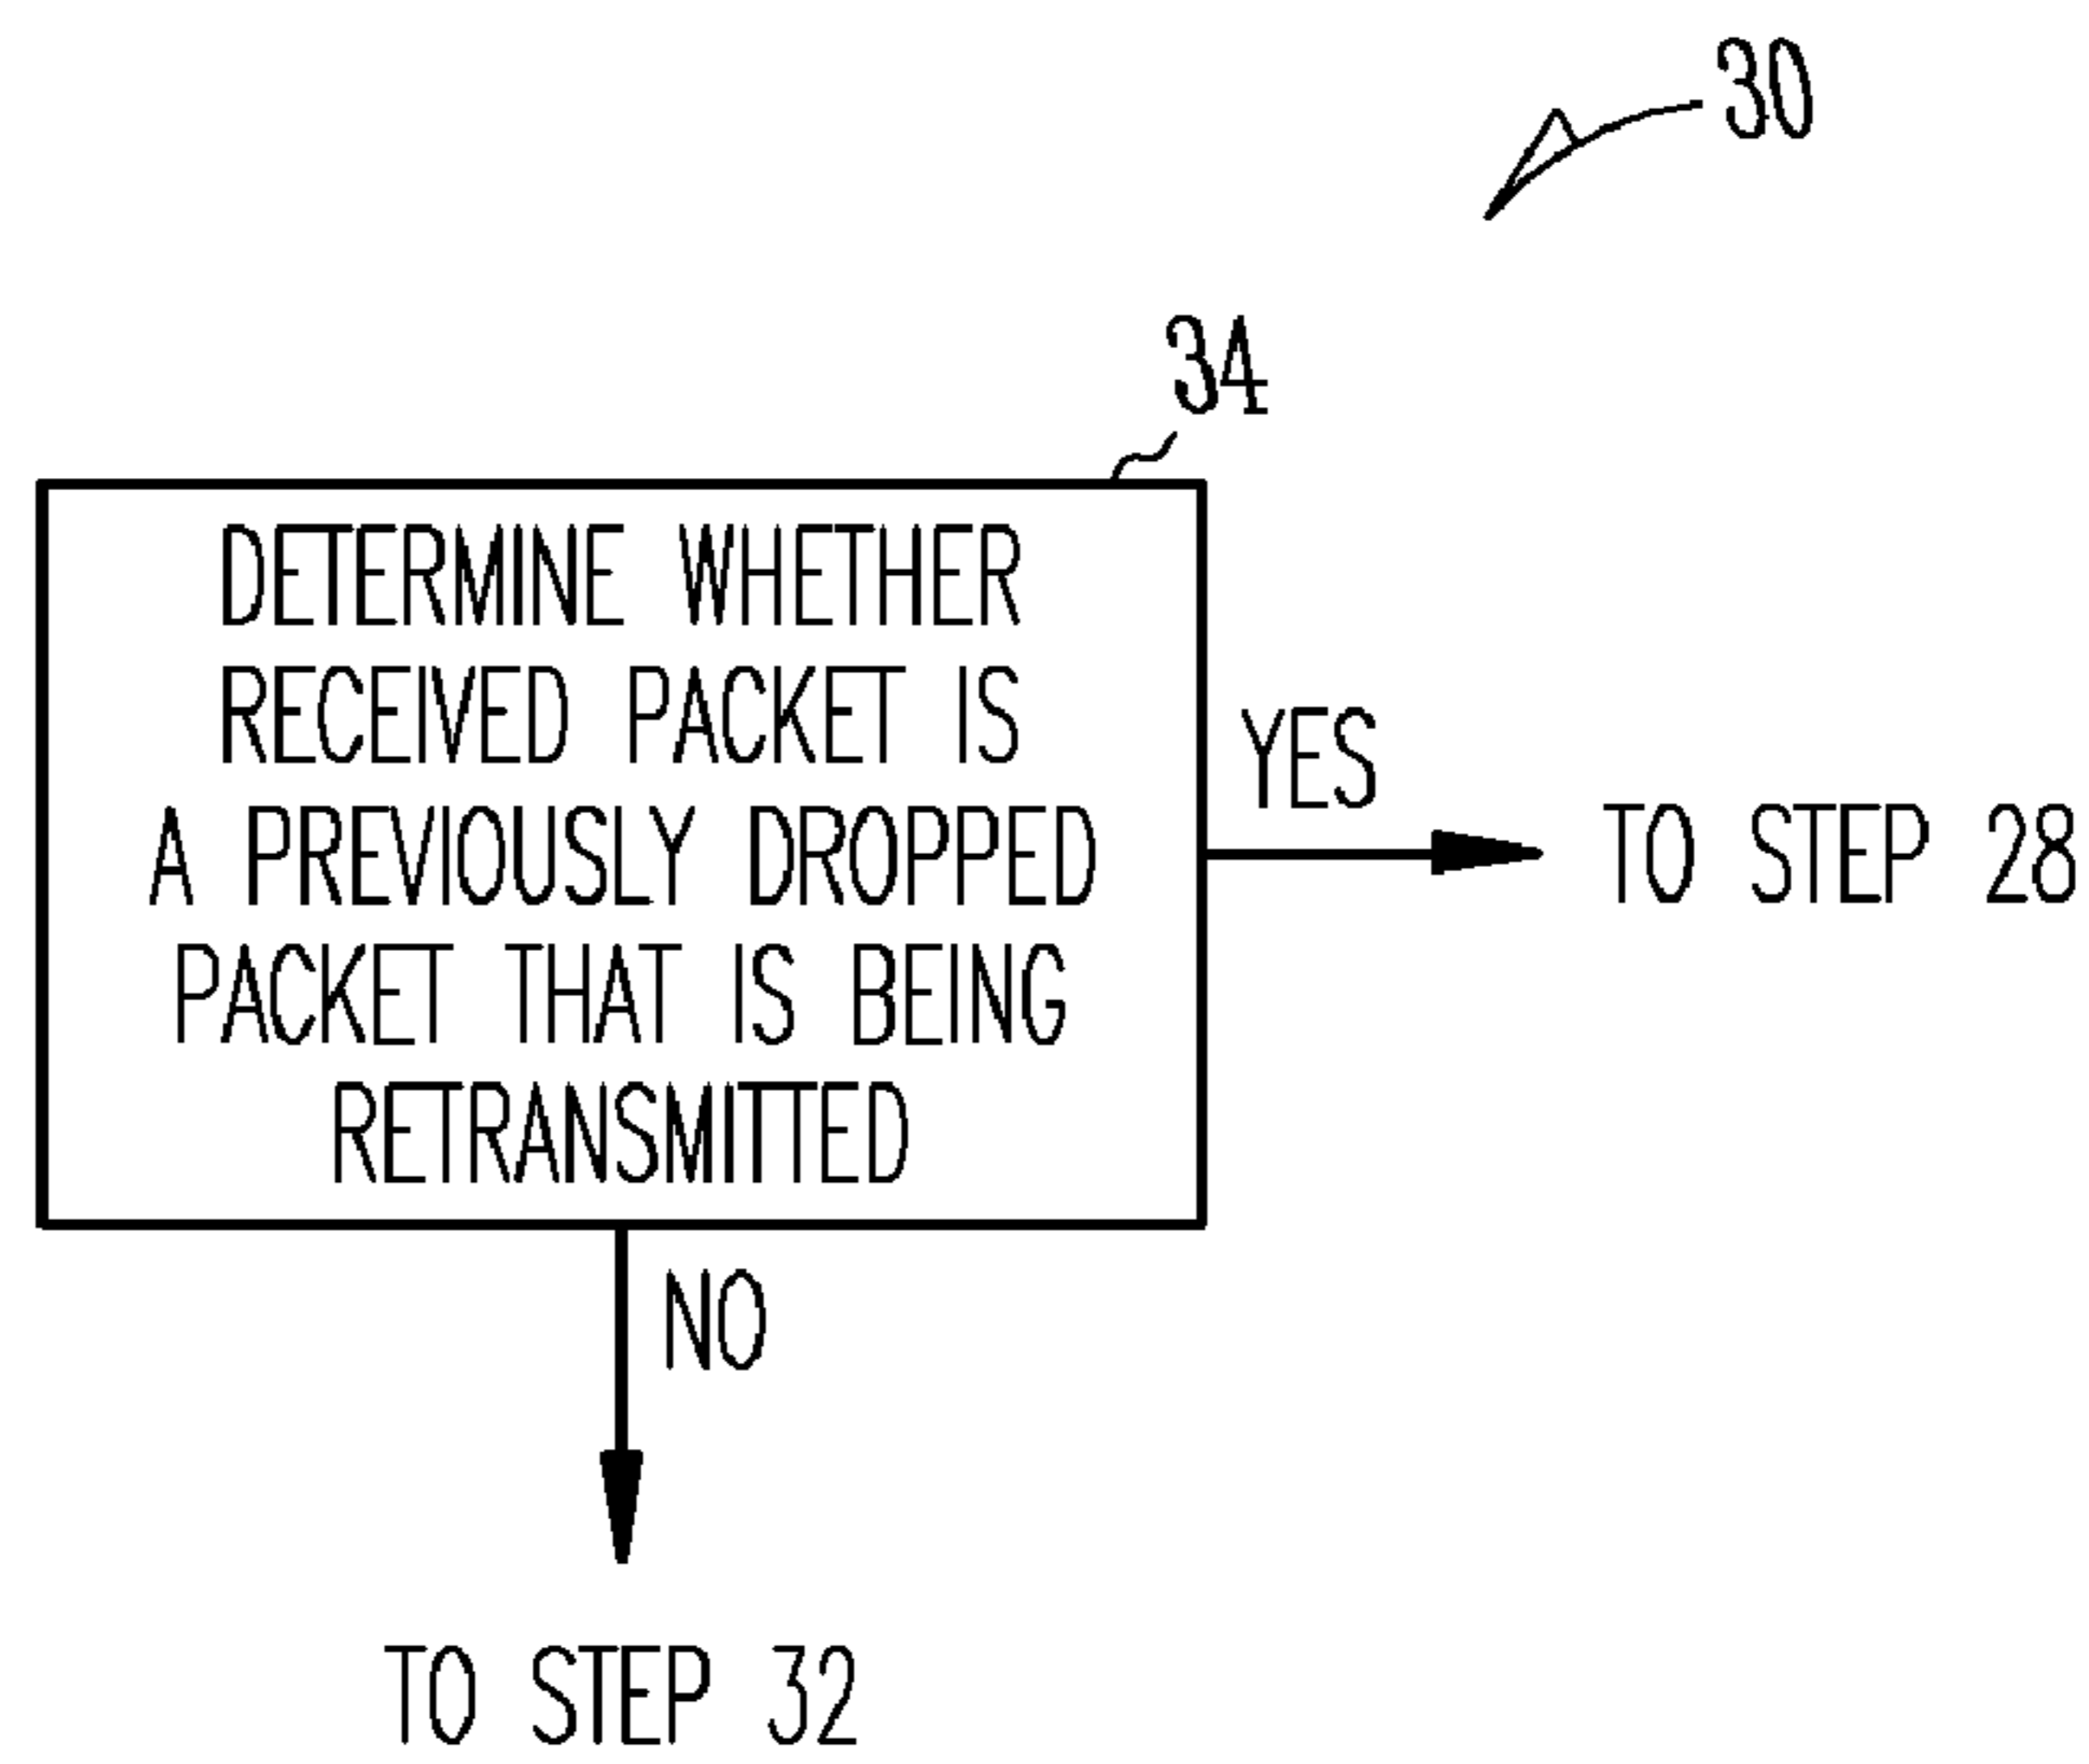 30
34
DETERMINE WHETHER
RECEIVED PACKET IS
A PREVIOUSLY DROPPED
PACKET THAT IS BEING
RETRANSMITTED
YES
TO STEP 28
NO
TO STEP 32